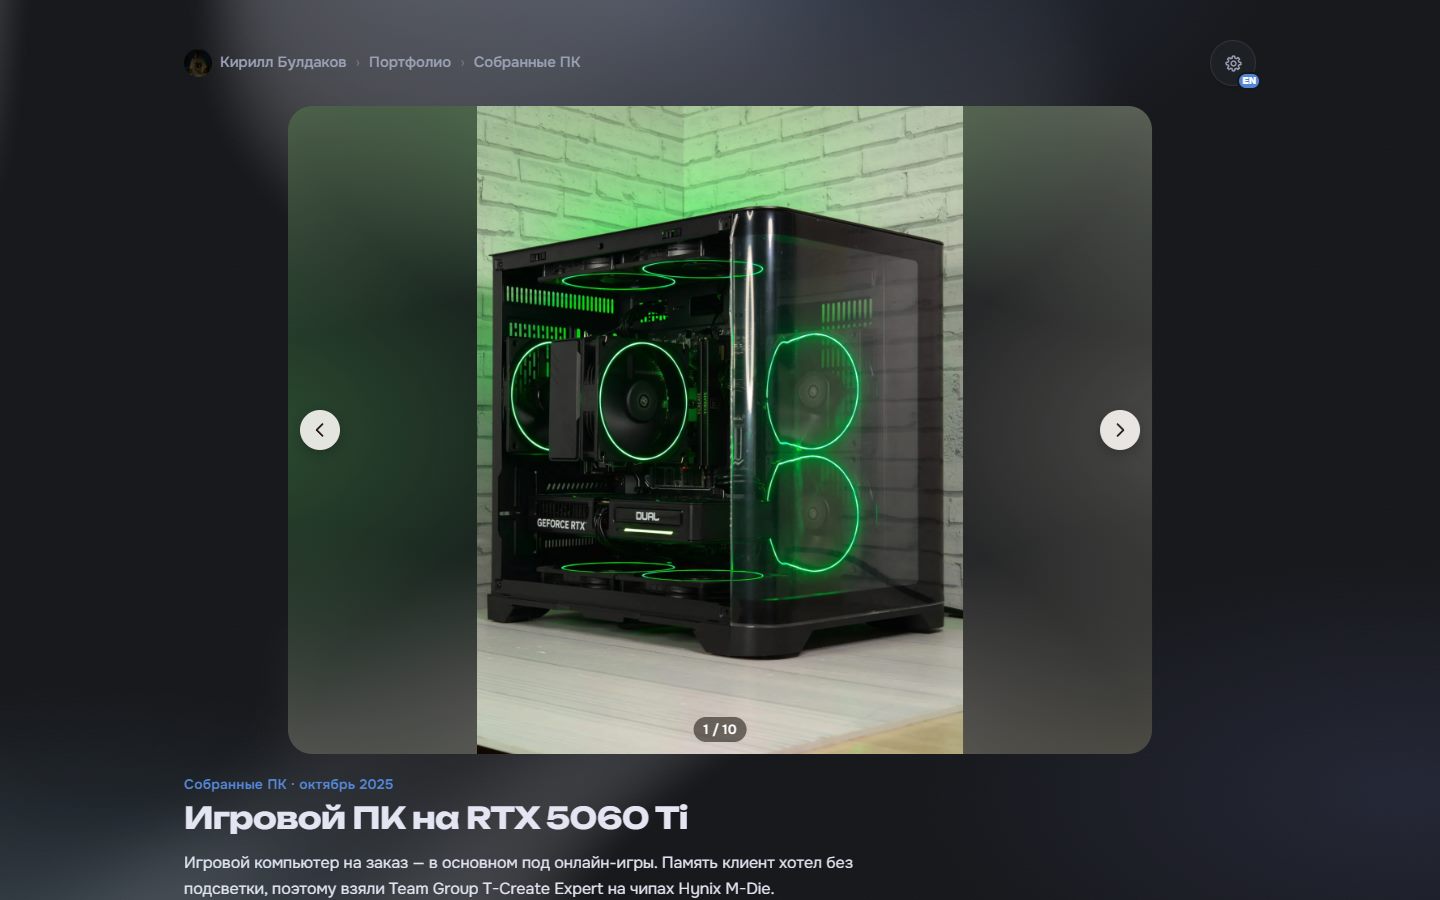 Кирилл Булдаков › Портфолио › Собранные ПК
EN
GEFORCE RTX
DUAL
1 / 10
Собранные ПК · октябрь 2025
Игровой ПК на RTX 5060 Ti
Игровой компьютер на заказ — в основном под онлайн-игры. Память клиент хотел без
подсветки, поэтому взяли Team Group T-Create Expert на чипах Hynix M-Die.